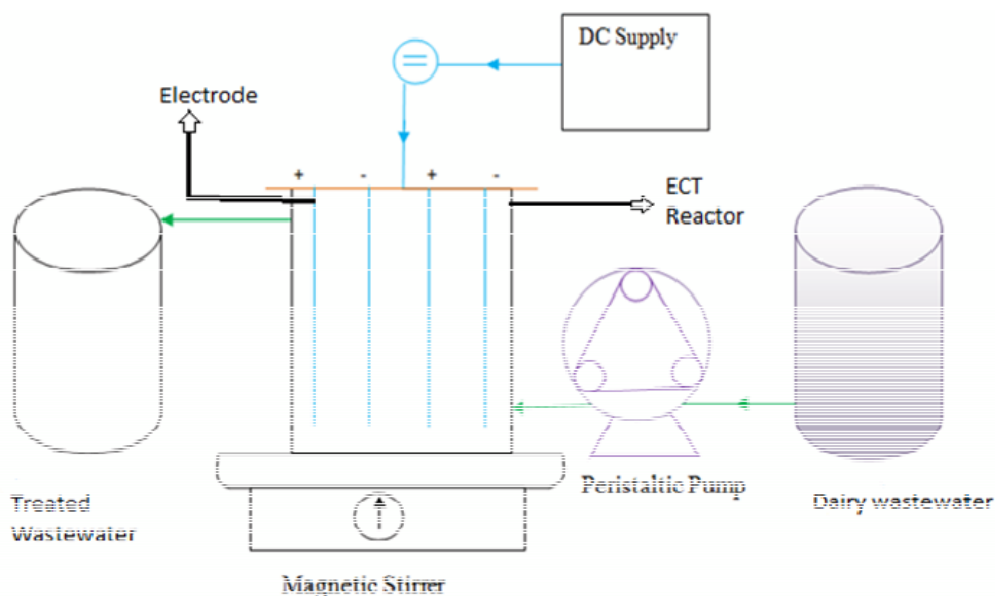 DC Supply
Electrode
+ - + -
ECT
Reactor
Peristaltic Pump
Treated
Wastewater
Dairy wastewater
Magnetic Stirrer